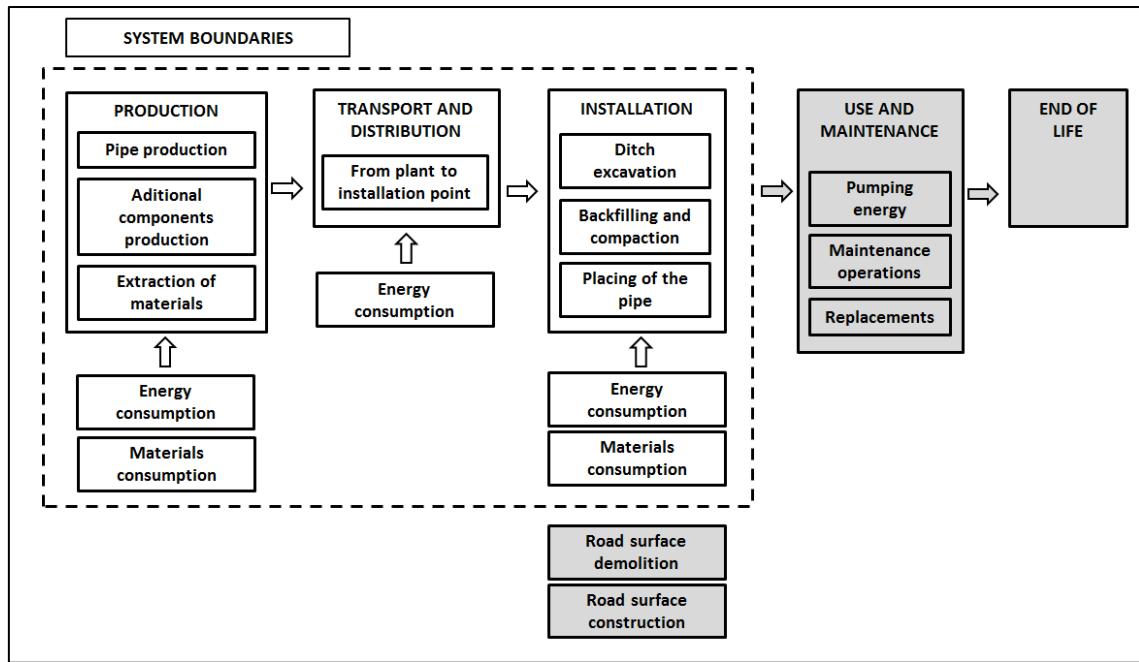 SYSTEM BOUNDARIES
PRODUCTION
Pipe production
Aditional
components
production
Extraction of
materials
Energy
consumption
Materials
consumption
TRANSPORT AND
DISTRIBUTION
From plant to
installation point
Energy
consumption
INSTALLATION
Ditch
excavation
Backfilling and
compaction
Placing of the
pipe
Energy
consumption
Materials
consumption
Road surface
demolition
Road surface
construction
USE AND
MAINTENANCE
Pumping
energy
Maintenance
operations
Replacements
END OF
LIFE